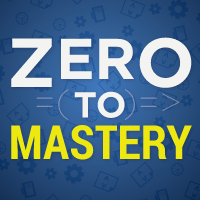 ZERO
=( TO )=>
MASTERY